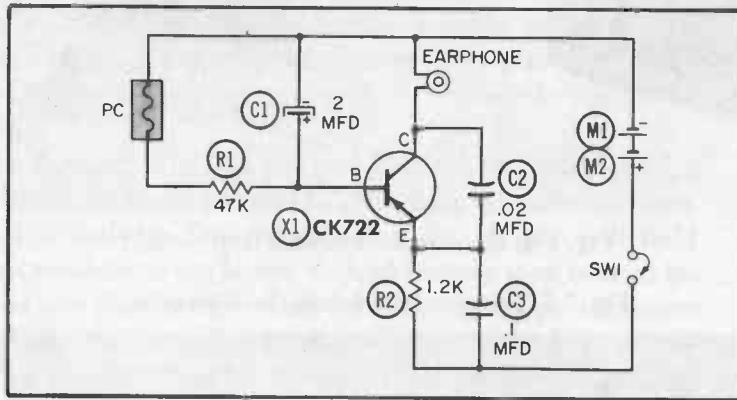 EARPHONE
PC
C1
2
MFD
-
+
R1
47K
B
C
E
X1 CK722
C2
.02
MFD
M1
M2
-
+
R2
1.2K
C3
.1
MFD
SW1